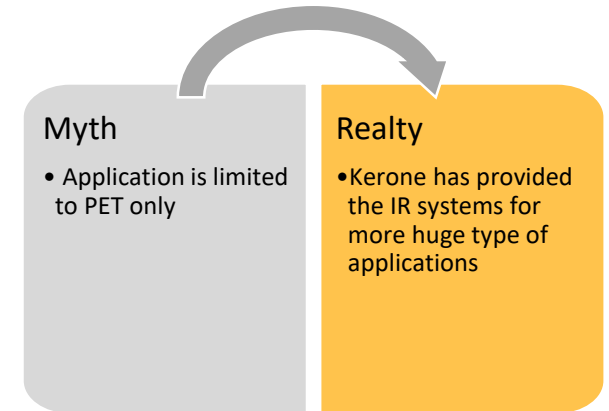 Myth
• Application is limited
to PET only
Realty
•Kerone has provided
the IR systems for
more huge type of
applications